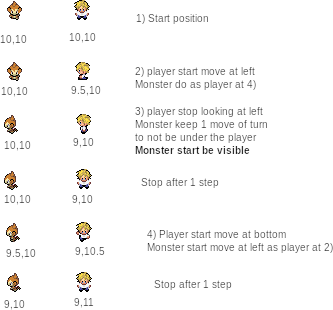 10,10 10,10 1) Start position
2) player start move at left
Monster do as player at 4)
10,10 9.5,10
3) player stop looking at left
Monster keep 1 move of turn
to not be under the player
Monster start be visible
10,10 9,10
Stop after 1 step
10,10 9,10
4) Player start move at bottom
Monster start move at left as player at 2)
9.5,10 9,10.5
Stop after 1 step
9,10 9,11